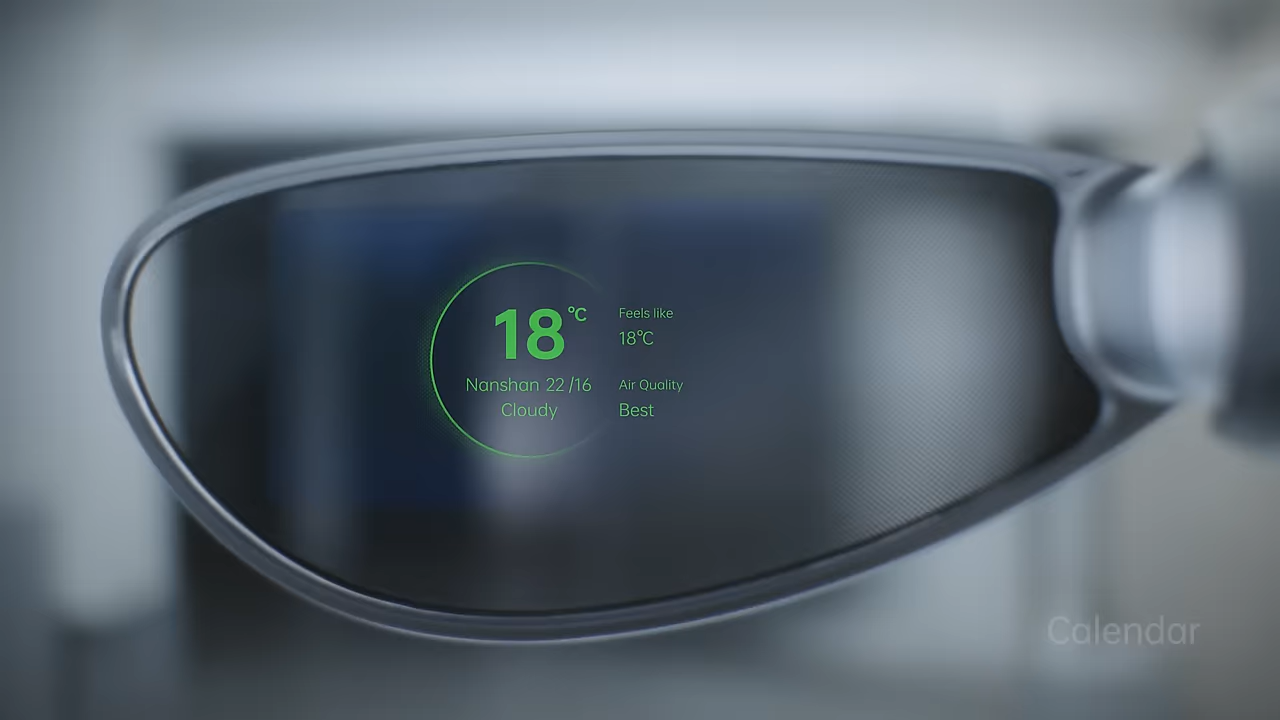 18°C
Nanshan 22 /16
Cloudy
Feels like
18°C
Air Quality
Best
Calendar